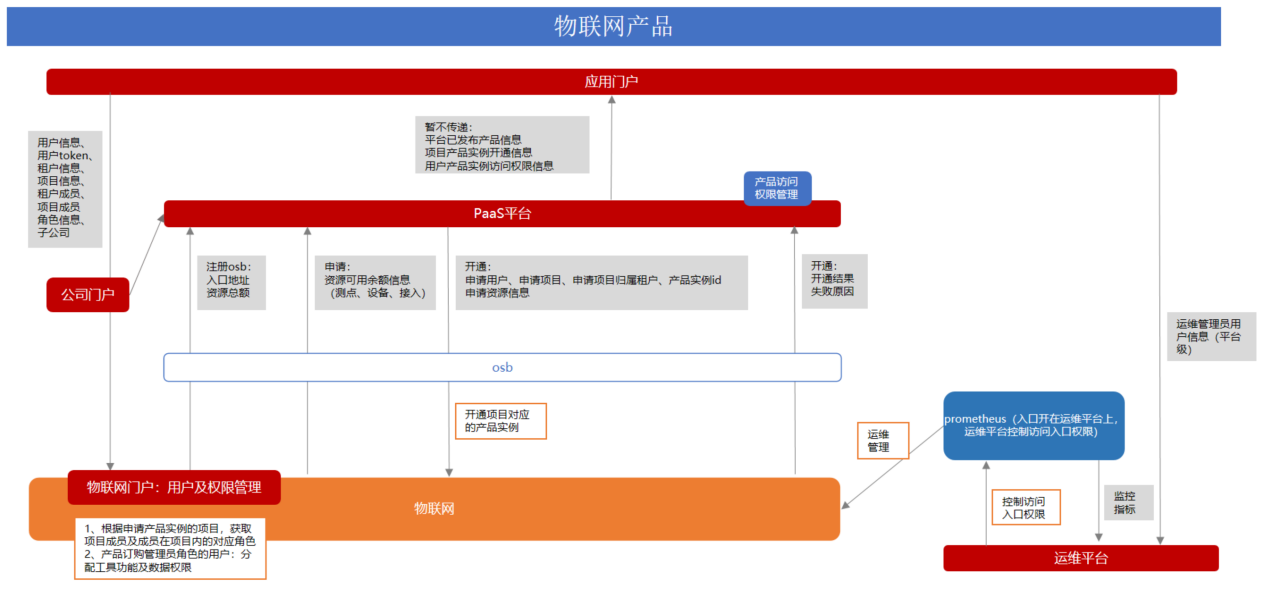 物联网产品
应用门户
用户信息、
用户token、
租户信息、
项目信息、
租户成员、
项目成员
角色信息、
子公司
暂不传递：
平台已发布产品信息
项目产品实例开通信息
用户产品实例访问权限信息
产品访问
权限管理
PaaS平台
公司门户
注册osb：
入口地址
资源总额
申请：
资源可用余额信息
（测点、设备、接入）
开通：
申请用户、申请项目、申请项目归属租户、产品实例id
申请资源信息
开通：
开通结果
失败原因
运维管理员用
户信息（平台
级）
osb
开通项目对应
的产品实例
运维
管理
prometheus（入口开在运维平台上，
运维平台控制访问入口权限）
物联网门户：用户及权限管理
物联网
控制访问
入口权限
监控
指标
1、根据申请产品实例的项目，获取
项目成员及成员在项目内的对应角色
2、产品订购管理员角色的用户：分
配工具功能及数据权限
运维平台